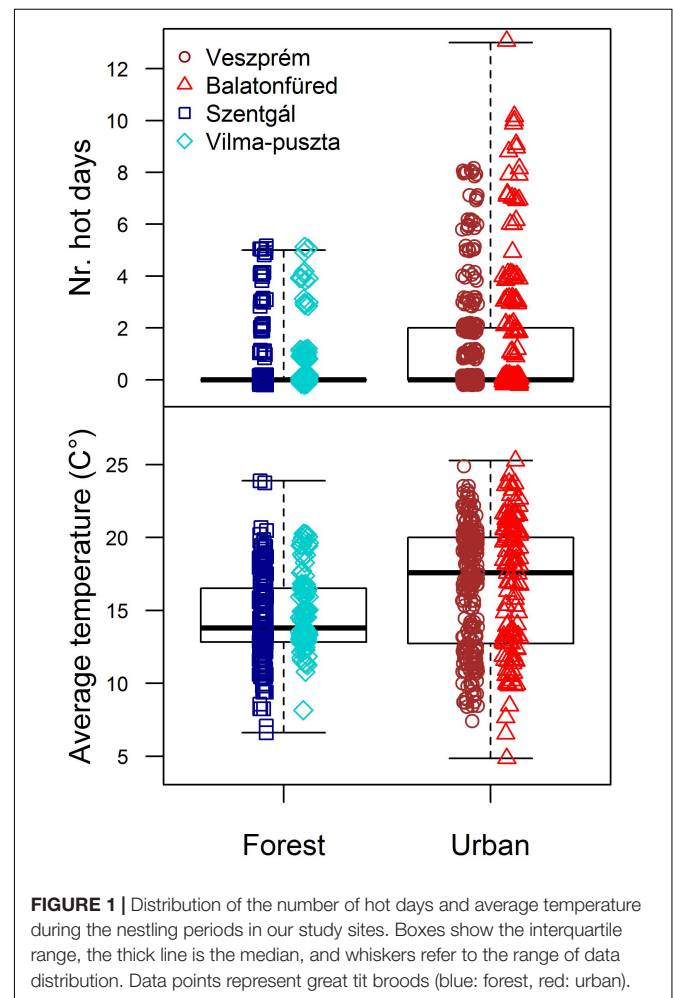 Nr. hot days
12
10
8
6
4
2
0
Veszprém
Balatonfüred
Szentgál
Vilma-puszta
Average temperature (C°)
25
20
15
10
5
Forest Urban
FIGURE 1 | Distribution of the number of hot days and average temperature
during the nestling periods in our study sites. Boxes show the interquartile
range, the thick line is the median, and whiskers refer to the range of data
distribution. Data points represent great tit broods (blue: forest, red: urban).